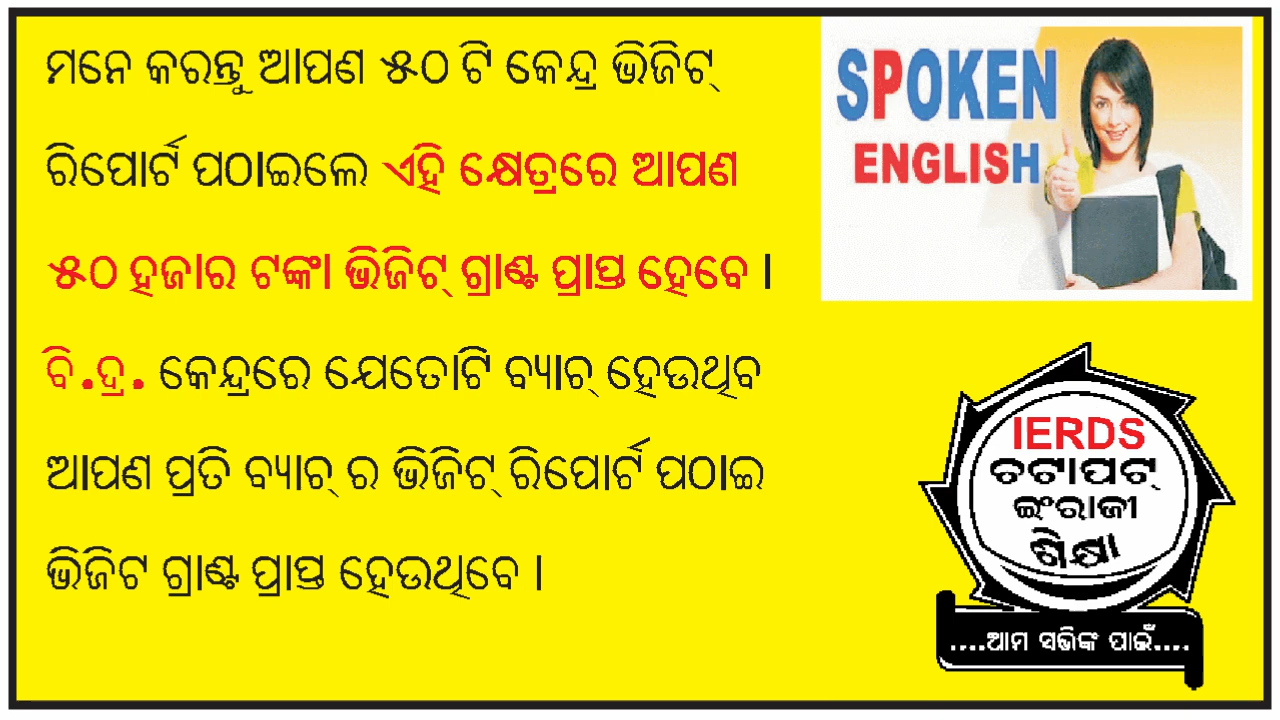 ମନେ କରନ୍ତୁ ଆପଣ ୫୦ ଟି କେନ୍ଦ୍ର ଭିଜିଟ୍
ରିପୋର୍ଟ ପଠାଇଲେ ଏହି କ୍ଷେତ୍ରରେ ଆପଣ
୫୦ ହଜାର ଟଙ୍କା ଭିଜିଟ୍ ଗ୍ରାଣ୍ଟ ପ୍ରାପ୍ତ ହେବେ ।
ବି.ଦ୍ର. କେନ୍ଦ୍ରରେ ଯେତୋଟି ବ୍ୟାଚ୍ ହେଉଥିବ
ଆପଣ ପ୍ରତି ବ୍ୟାଚ୍ ର ଭିଜିଟ୍ ରିପୋର୍ଟ ପଠାଇ
ଭିଜିଟ ଗ୍ରାଣ୍ଟ ପ୍ରାପ୍ତ ହେଉଥିବେ ।
SPOKEN
ENGLISH
IERDS
ଚଟାପଟ୍
ଇଂରାଜୀ
ଶିକ୍ଷା
....ଆମ ସଭିଙ୍କ ପାଇଁ....